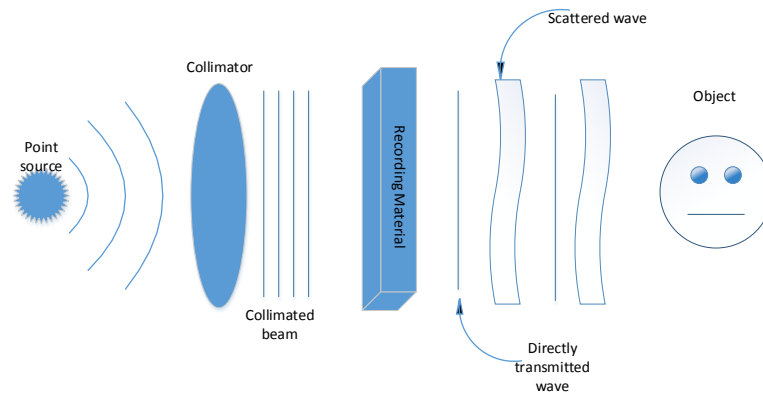 Scattered wave
Collimator
Object
Point
source
Recording Material
Collimated
beam
Directly
transmitted
wave